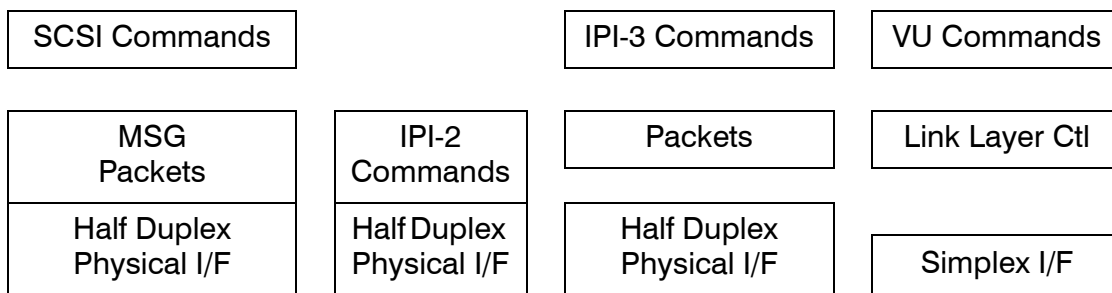 SCSI Commands
IPI-3 Commands
VU Commands
MSG
Packets
IPI-2
Commands
Packets
Link Layer Ctl
Half Duplex
Physical I/F
Half Duplex
Physical I/F
Half Duplex
Physical I/F
Simplex I/F